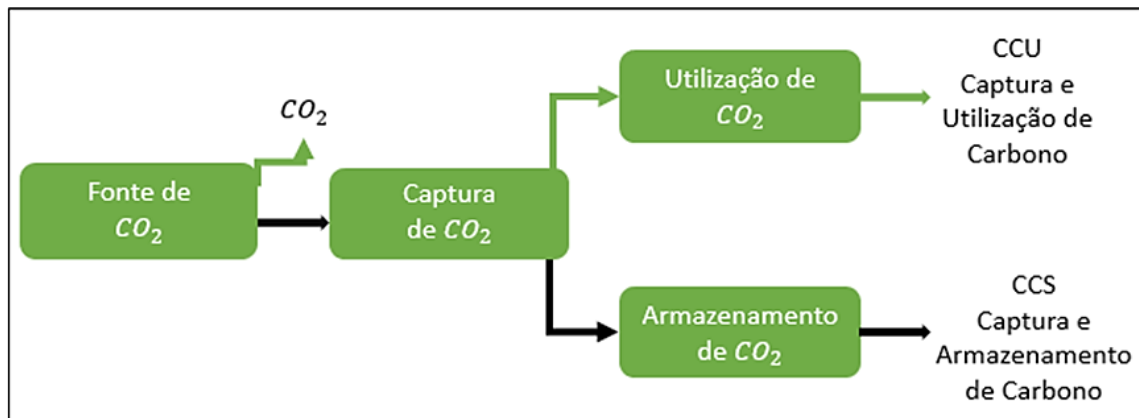 Fonte de
CO₂
CO₂
Captura
de CO₂
Utilização de
CO₂
CCU
Captura e
Utilização de
Carbono
Armazenamento
de CO₂
CCS
Captura e
Armazenamento
de Carbono